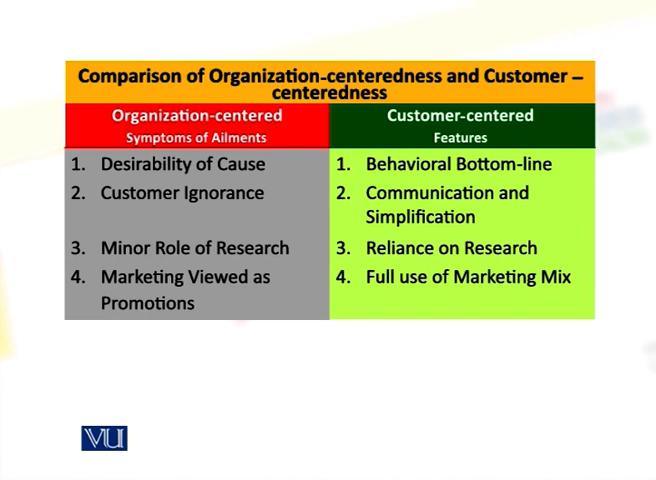 Comparison of Organization-centeredness and Customer –
centeredness
Organization-centered
Symptoms of Ailments
Customer-centered
Features
1. Desirability of Cause
2. Customer Ignorance
3. Minor Role of Research
4. Marketing Viewed as
Promotions
1. Behavioral Bottom-line
2. Communication and
Simplification
3. Reliance on Research
4. Full use of Marketing Mix
VU